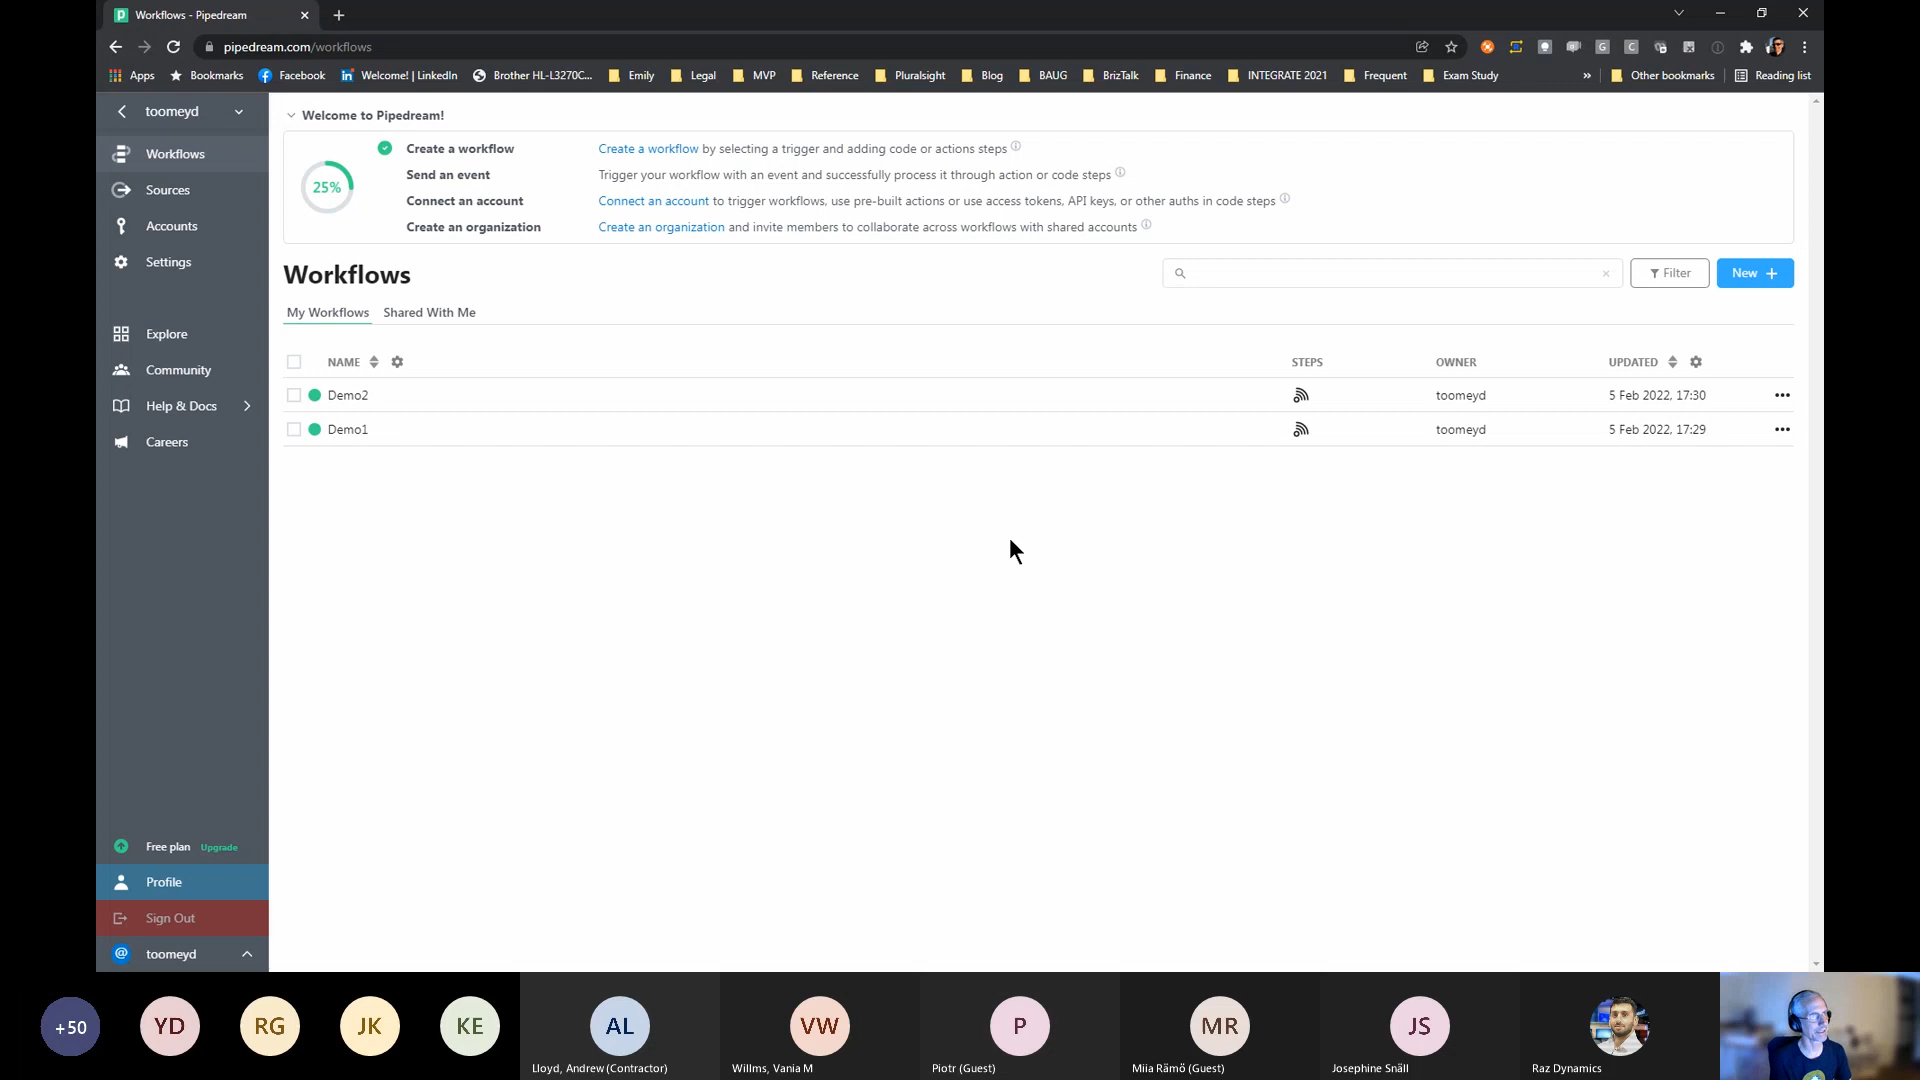 Workflows - Pipedream
pipedream.com/workflows
Apps Bookmarks Facebook Welcome! | LinkedIn Brother HL-L3270C... Emily Legal MVP Reference Pluralsight Blog BAUG BrizTalk Finance INTEGRATE 2021 Frequent Exam Study » Other bookmarks Reading list
toomeyd
Workflows
Sources
Accounts
Settings
Explore
Community
Help & Docs
Careers
Free plan Upgrade
Profile
Sign Out
toomeyd
Welcome to Pipedream!
25%
Create a workflow Create a workflow by selecting a trigger and adding code or actions steps
Send an event Trigger your workflow with an event and successfully process it through action or code steps
Connect an account Connect an account to trigger workflows, use pre-built actions or use access tokens, API keys, or other auths in code steps
Create an organization Create an organization and invite members to collaborate across workflows with shared accounts
Workflows
Filter New +
My Workflows Shared With Me
NAME STEPS OWNER UPDATED
Demo2 toomeyd 5 Feb 2022, 17:30
Demo1 toomeyd 5 Feb 2022, 17:29
+50 YD RG JK KE AL VW P MR JS
Lloyd, Andrew (Contractor) Willms, Vania M Piotr (Guest) Miia Rämö (Guest) Josephine Snäll Raz Dynamics